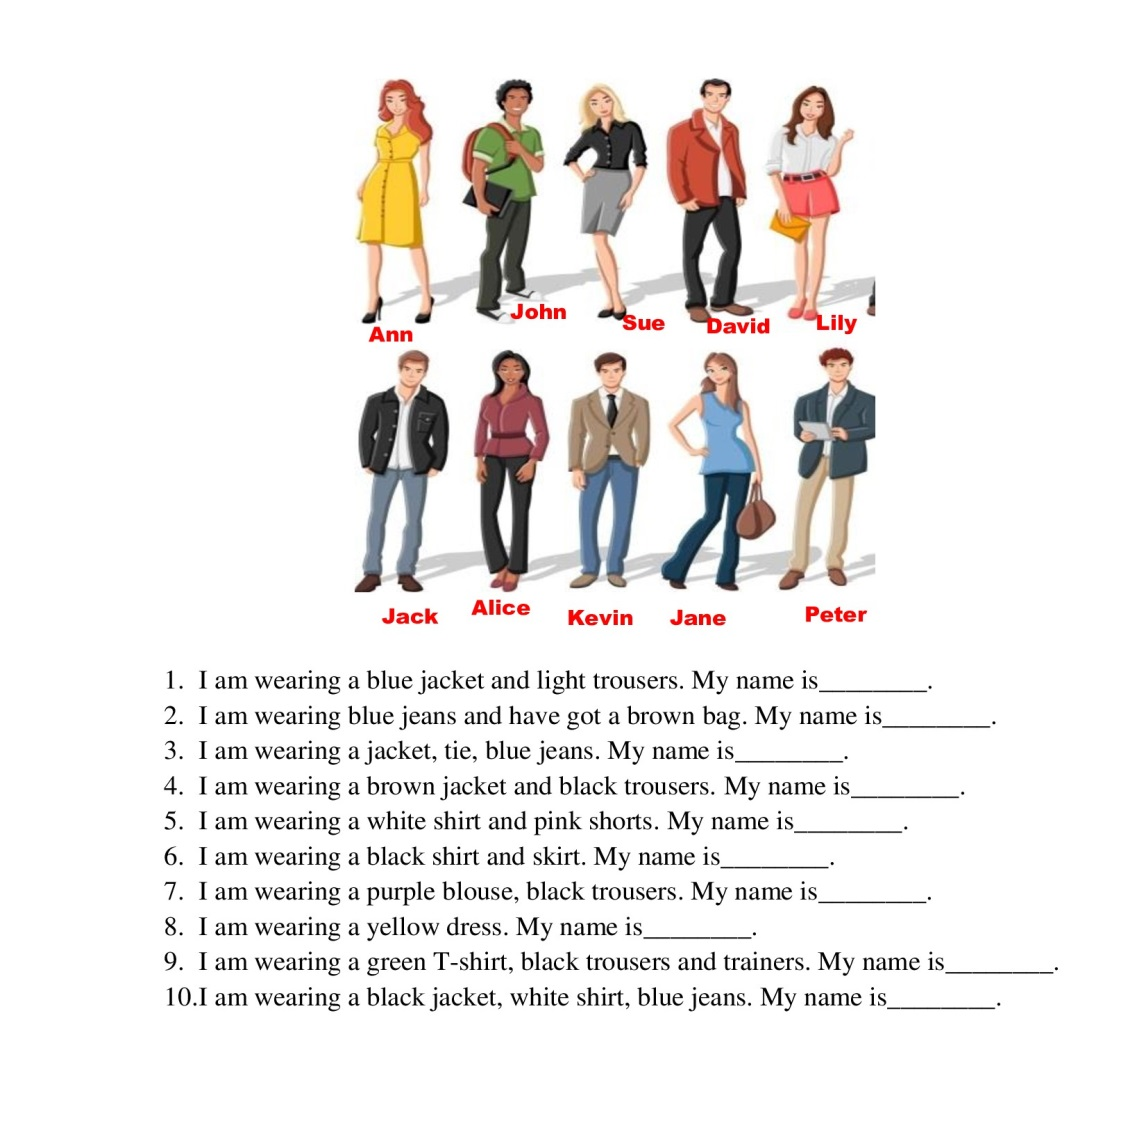 Ann
John
Sue
David
Lily
Jack
Alice
Kevin
Jane
Peter
1. I am wearing a blue jacket and light trousers. My name is________.
2. I am wearing blue jeans and have got a brown bag. My name is________.
3. I am wearing a jacket, tie, blue jeans. My name is________.
4. I am wearing a brown jacket and black trousers. My name is________.
5. I am wearing a white shirt and pink shorts. My name is________.
6. I am wearing a black shirt and skirt. My name is________.
7. I am wearing a purple blouse, black trousers. My name is________.
8. I am wearing a yellow dress. My name is________.
9. I am wearing a green T-shirt, black trousers and trainers. My name is________.
10.I am wearing a black jacket, white shirt, blue jeans. My name is________.